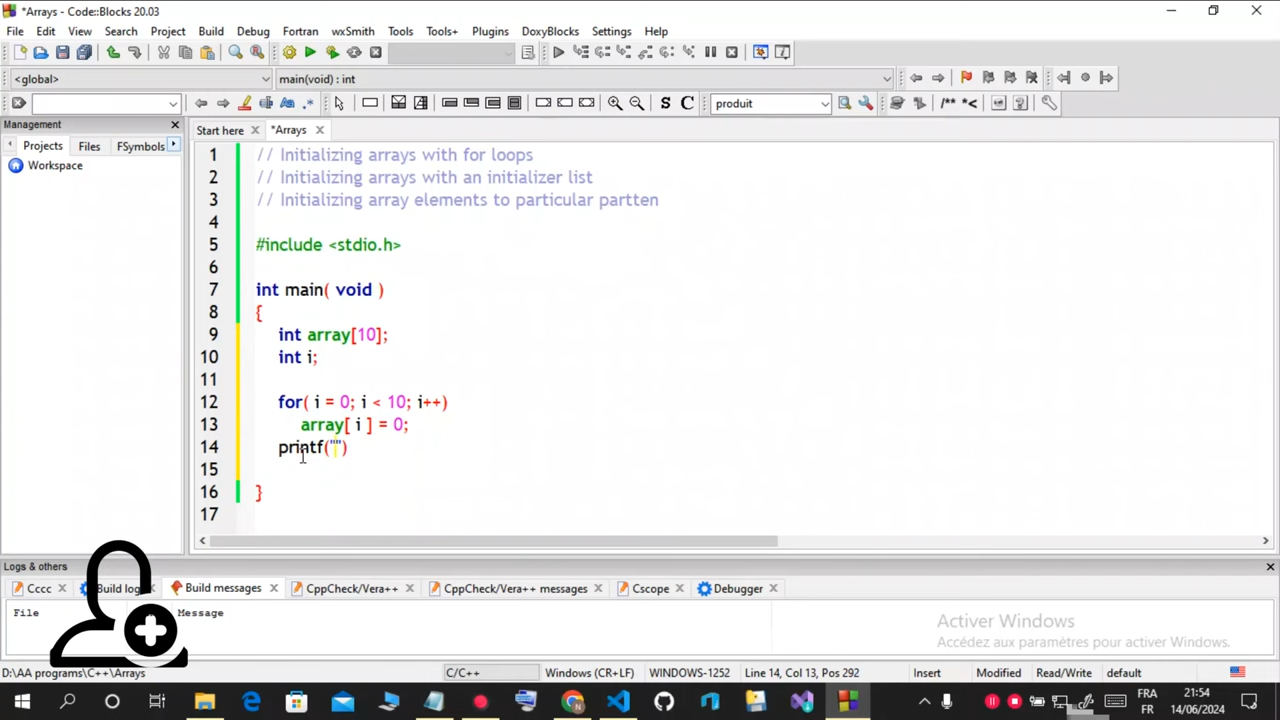 *Arrays - Code::Blocks 20.03
File Edit View Search Project Build Debug Fortran wxSmith Tools Tools+ Plugins DoxyBlocks Settings Help
<global> main(void) : int
S C produit /** *<
Management
Projects Files FSymbols
Workspace
Start here *Arrays
1 // Initializing arrays with for loops
2 // Initializing arrays with an initializer list
3 // Initializing array elements to particular partten
4
5 #include <stdio.h>
6
7 int main( void )
8 {
9 int array[10];
10 int i;
11
12 for( i = 0; i < 10; i++)
13 array[ i ] = 0;
14 printf("")
15
16 }
17
Logs & others
Cccc Build log Build messages CppCheck/Vera++ CppCheck/Vera++ messages Cscope Debugger
File Message
Activer Windows
Accédez aux paramètres pour activer Windows.
D:\AA programs\C++\Arrays C/C++ Windows (CR+LF) WINDOWS-1252 Line 14, Col 13, Pos 292 Insert Modified Read/Write default
FRA 21:54
FR 14/06/2024